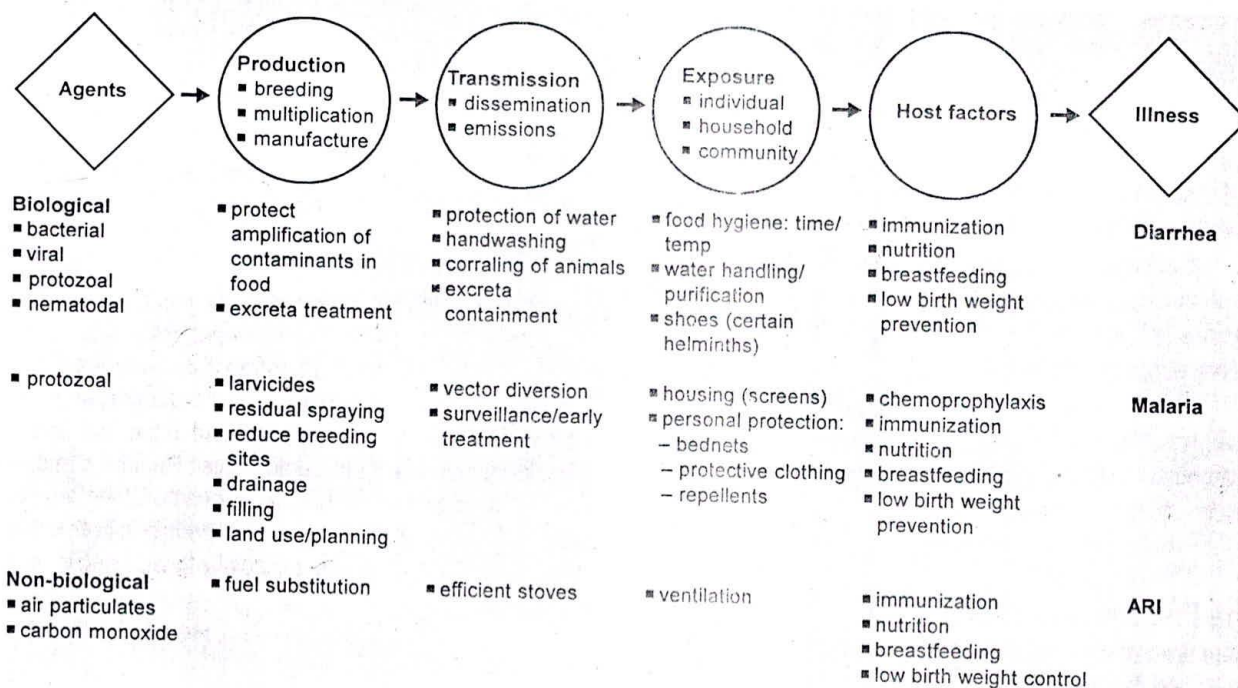 Agents
Production
▪ breeding
▪ multiplication
▪ manufacture
Transmission
▪ dissemination
▪ emissions
Exposure
▪ individual
▪ household
▪ community
Host factors
Illness
Biological
▪ bacterial
▪ viral
▪ protozoal
▪ nematodal
▪ protect
amplification of
contaminants in
food
▪ excreta treatment
▪ protection of water
▪ handwashing
▪ corraling of animals
▪ excreta
containment
▪ food hygiene: time/
temp
▪ water handling/
purification
▪ shoes (certain
helminths)
▪ immunization
▪ nutrition
▪ breastfeeding
▪ low birth weight
prevention
Diarrhea
▪ protozoal
▪ larvicides
▪ residual spraying
▪ reduce breeding
sites
▪ drainage
▪ filling
▪ land use/planning
▪ vector diversion
▪ surveillance/early
treatment
▪ housing (screens)
▪ personal protection:
– bednets
– protective clothing
– repellents
▪ chemoprophylaxis
▪ immunization
▪ nutrition
▪ breastfeeding
▪ low birth weight
prevention
Malaria
Non-biological
▪ air particulates
▪ carbon monoxide
▪ fuel substitution
▪ efficient stoves
▪ ventilation
▪ immunization
▪ nutrition
▪ breastfeeding
▪ low birth weight control
ARI